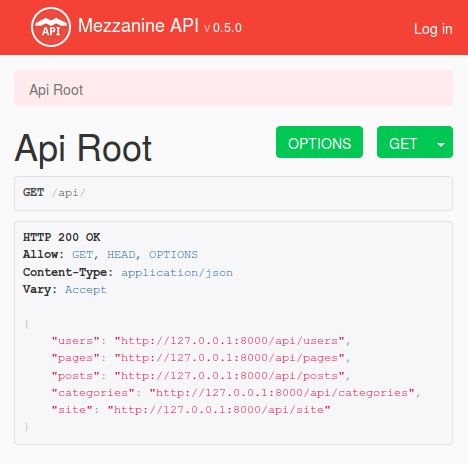 API
Mezzanine API v 0.5.0
Log in
Api Root
Api Root
OPTIONS
GET
GET /api/
HTTP 200 OK
Allow: GET, HEAD, OPTIONS
Content-Type: application/json
Vary: Accept
{
    "users": "http://127.0.0.1:8000/api/users",
    "pages": "http://127.0.0.1:8000/api/pages",
    "posts": "http://127.0.0.1:8000/api/posts",
    "categories": "http://127.0.0.1:8000/api/categories",
    "site": "http://127.0.0.1:8000/api/site"
}